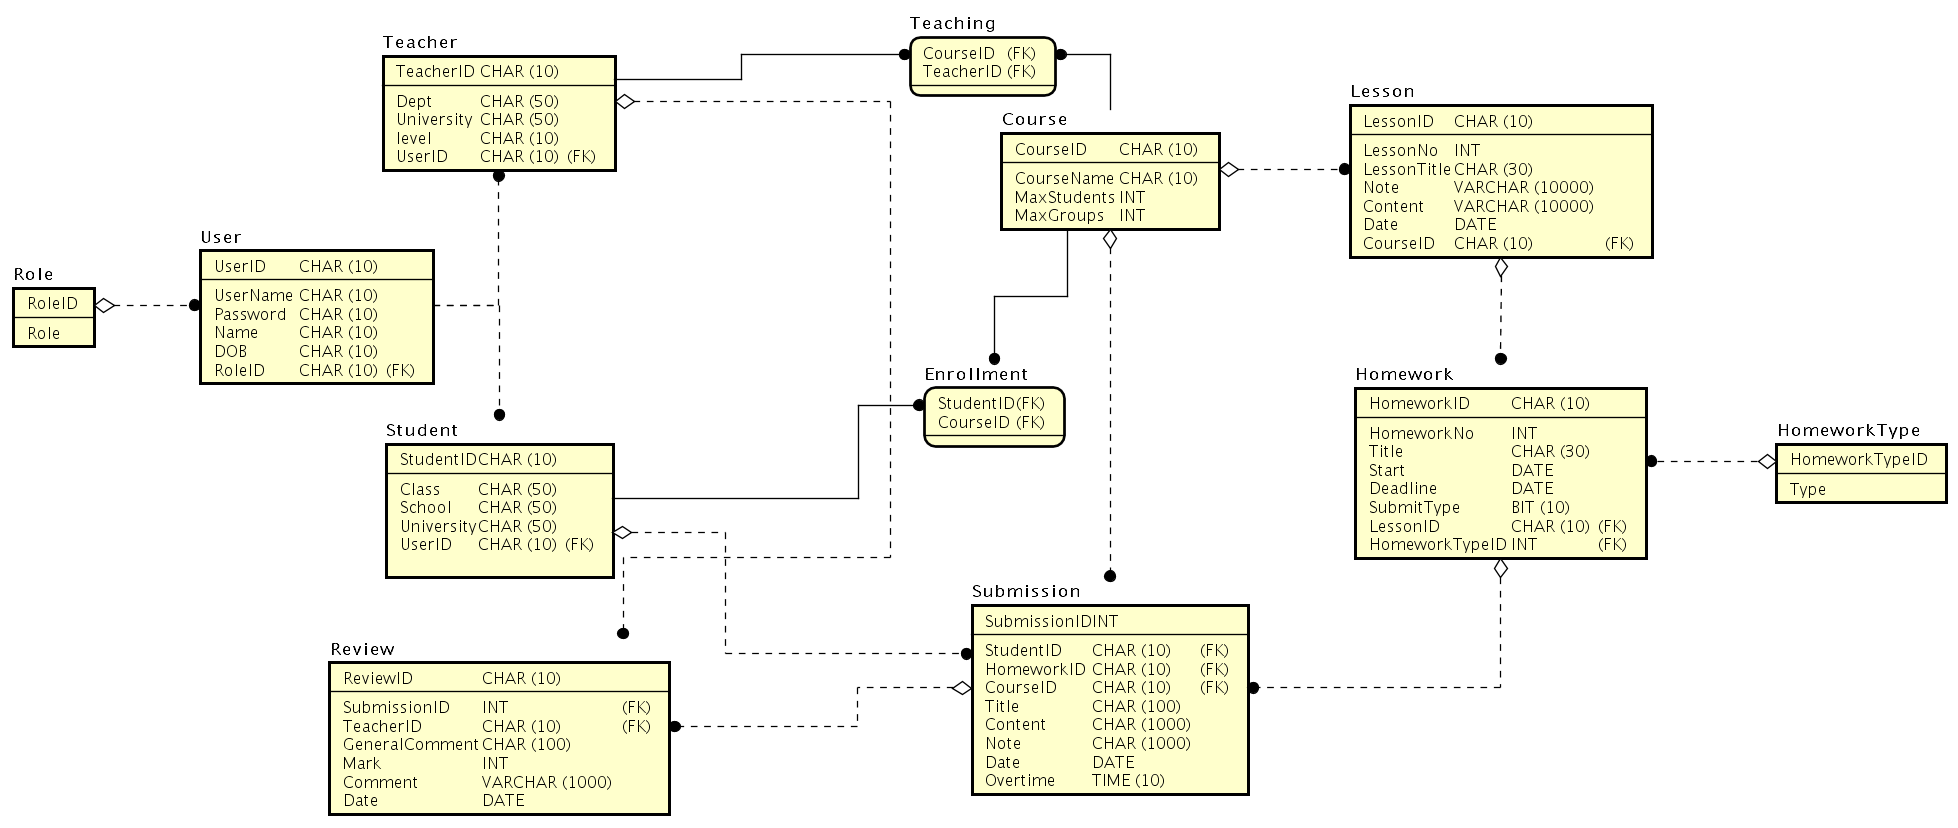 Teaching
CourseID (FK)
TeacherID (FK)
Teacher
TeacherID CHAR (10)
Dept CHAR (50)
University CHAR (50)
level CHAR (10)
UserID CHAR (10) (FK)
Course
CourseID CHAR (10)
CourseName CHAR (10)
MaxStudents INT
MaxGroups INT
Lesson
LessonID CHAR (10)
LessonNo INT
LessonTitle CHAR (30)
Note VARCHAR (10000)
Content VARCHAR (10000)
Date DATE
CourseID CHAR (10) (FK)
User
UserID CHAR (10)
UserName CHAR (10)
Password CHAR (10)
Name CHAR (10)
DOB CHAR (10)
RoleID CHAR (10) (FK)
Role
RoleID
Role
Enrollment
StudentID(FK)
CourseID (FK)
Homework
HomeworkID CHAR (10)
HomeworkNo INT
Title CHAR (30)
Start DATE
Deadline DATE
SubmitType BIT (10)
LessonID CHAR (10) (FK)
HomeworkTypeID INT (FK)
HomeworkType
HomeworkTypeID
Type
Student
StudentIDCHAR (10)
Class CHAR (50)
School CHAR (50)
UniversityCHAR (50)
UserID CHAR (10) (FK)
Submission
SubmissionIDINT
StudentID CHAR (10) (FK)
HomeworkID CHAR (10) (FK)
CourseID CHAR (10) (FK)
Title CHAR (100)
Content CHAR (1000)
Note CHAR (1000)
Date DATE
Overtime TIME (10)
Review
ReviewID CHAR (10)
SubmissionID INT (FK)
TeacherID CHAR (10) (FK)
GeneralComment CHAR (100)
Mark INT
Comment VARCHAR (1000)
Date DATE